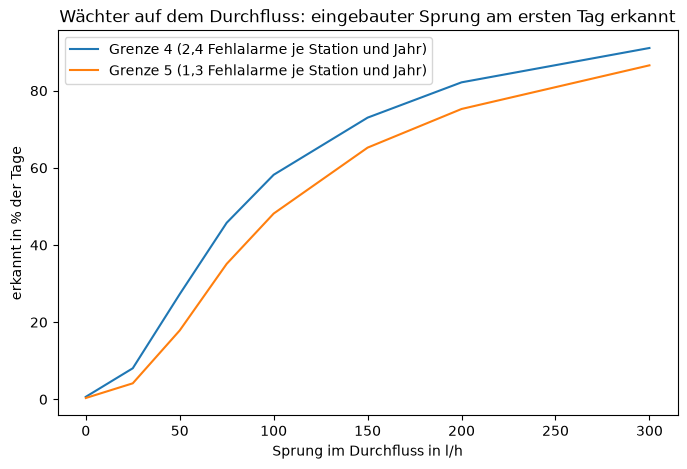 Wächter auf dem Durchfluss: eingebauter Sprung am ersten Tag erkannt
Grenze 4 (2,4 Fehlalarme je Station und Jahr)
Grenze 5 (1,3 Fehlalarme je Station und Jahr)
erkannt in % der Tage
80
60
40
20
0
0 50 100 150 200 250 300
Sprung im Durchfluss in l/h